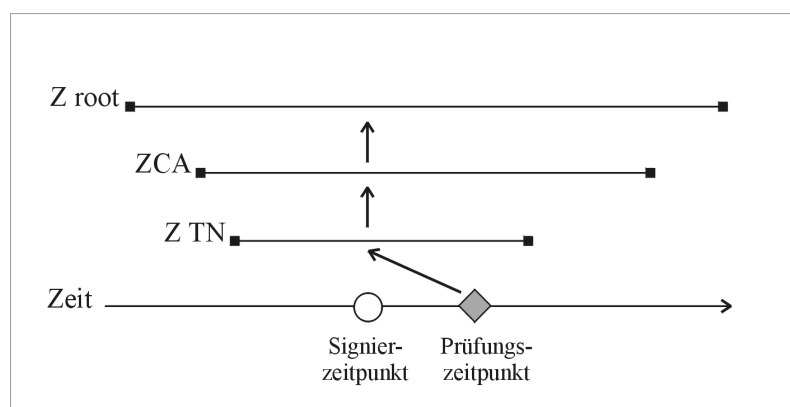 Z root
ZCA
Z TN
Zeit
Signier-
zeitpunkt
Prüfungs-
zeitpunkt